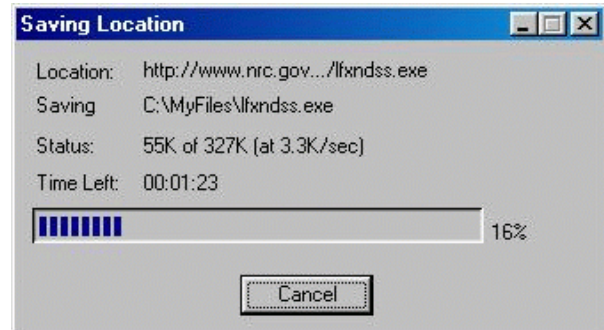 Saving Location
Location: http://www.nrc.gov.../lfxndss.exe
Saving C:\MyFiles\lfxndss.exe
Status: 55K of 327K (at 3.3K/sec)
Time Left: 00:01:23
16%
Cancel